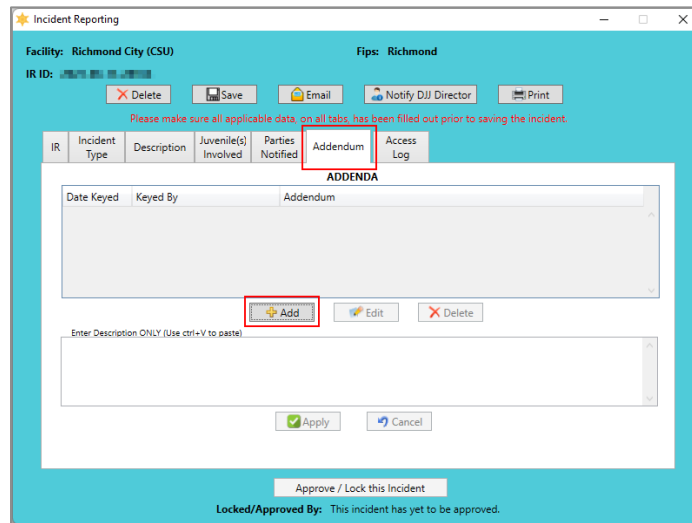 Incident Reporting
Facility: Richmond City (CSU) Fips: Richmond
IR ID:
Delete Save Email Notify DJJ Director Print
Please make sure all applicable data, on all tabs, has been filled out prior to saving the incident.
IR Incident Type Description Juvenile(s) Involved Parties Notified Addendum Access Log
ADDENDA
Date Keyed Keyed By Addendum
Add Edit Delete
Enter Description ONLY (Use ctrl+V to paste)
Apply Cancel
Approve / Lock this Incident
Locked/Approved By: This incident has yet to be approved.